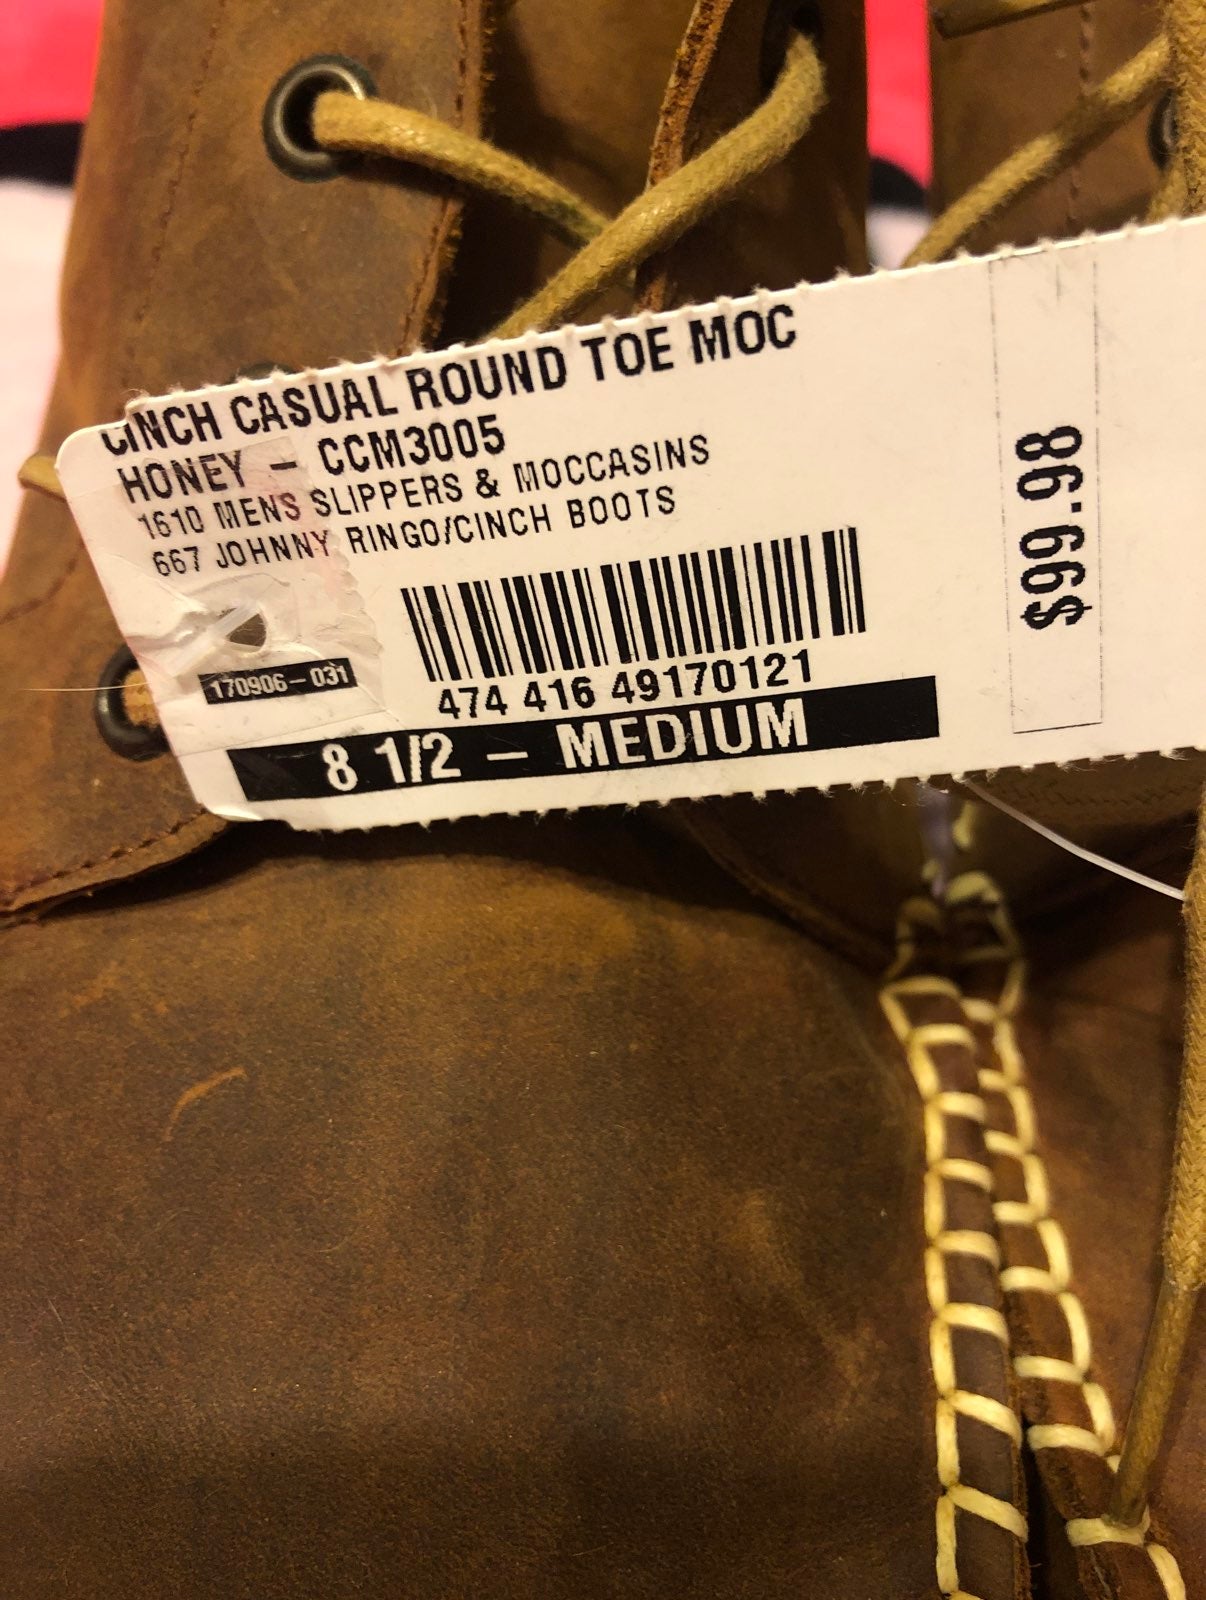 CINCH CASUAL ROUND TOE MOC
HONEY - CCM3005
1610 MENS SLIPPERS & MOCCASINS
667 JOHNNY RINGO/CINCH BOOTS
170906-031
474 416 49170121
8 1/2 - MEDIUM
$99.98